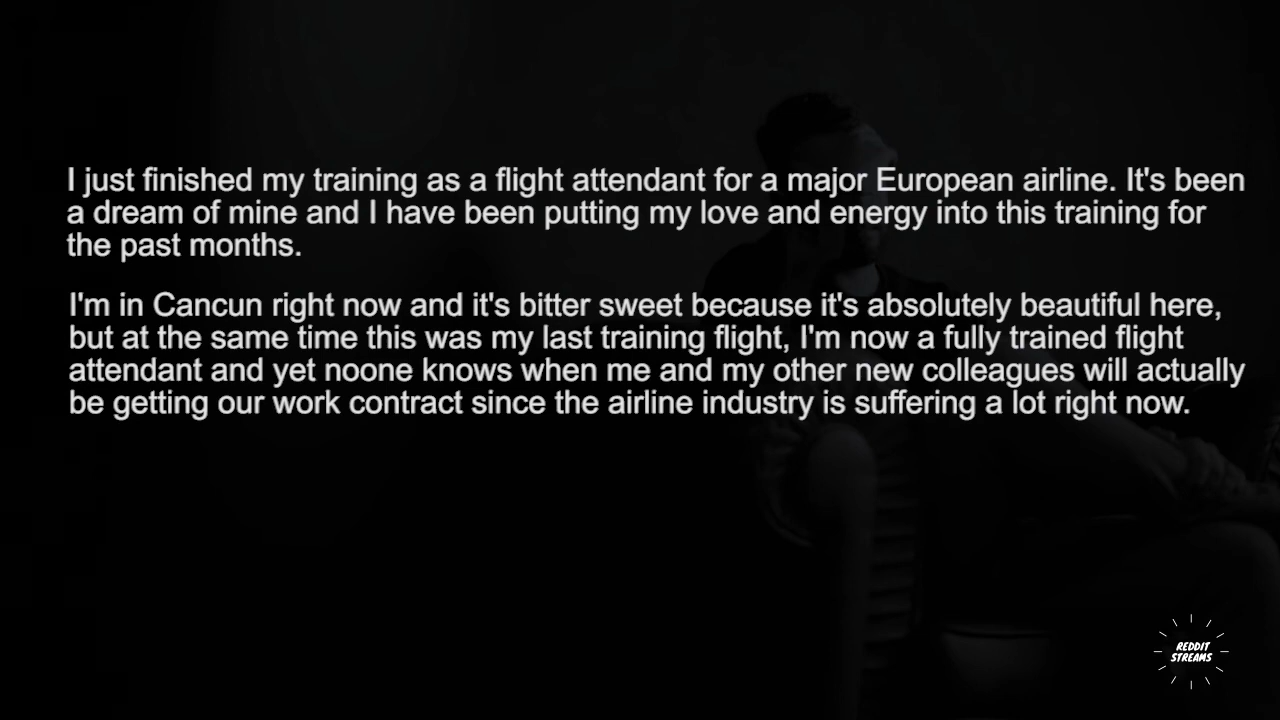 I just finished my training as a flight attendant for a major European airline. It's been
a dream of mine and I have been putting my love and energy into this training for
the past months.
I'm in Cancun right now and it's bitter sweet because it's absolutely beautiful here,
but at the same time this was my last training flight, I'm now a fully trained flight
attendant and yet noone knows when me and my other new colleagues will actually
be getting our work contract since the airline industry is suffering a lot right now.
REDDIT
STREAMS